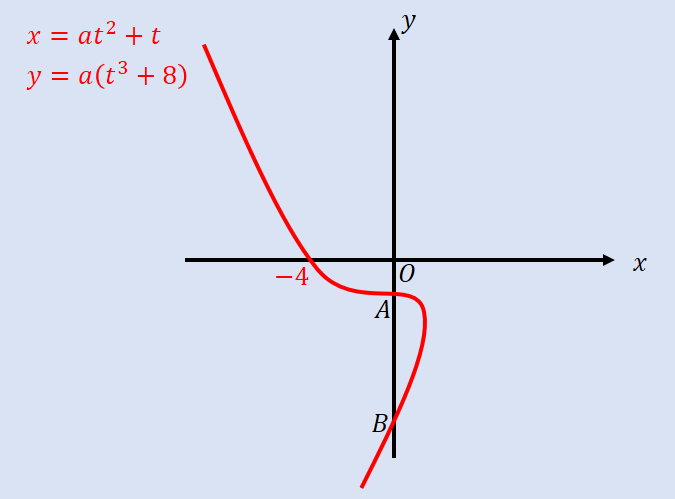 y
x = at² + t
y = a(t³ + 8)
O
x
−4
A
B